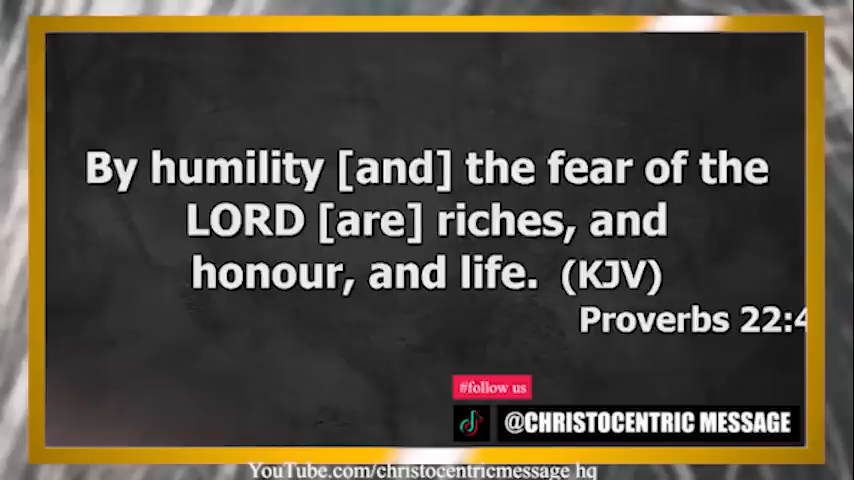 By humility [and] the fear of the
LORD [are] riches, and
honour, and life. (KJV)
Proverbs 22:4
#follow us
@CHRISTOCENTRIC MESSAGE
YouTube.com/christocentricmessage hq